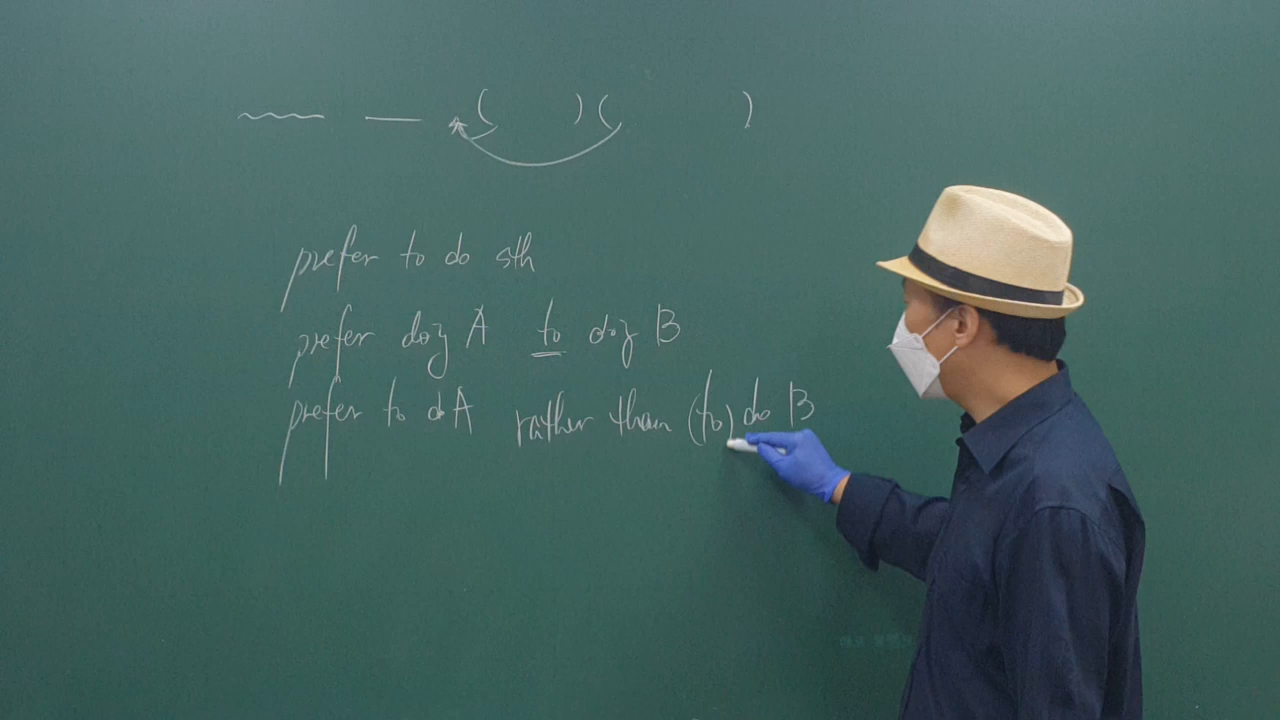 prefer to do sth
prefer doing A to doing B
prefer to do A rather than (to) do B